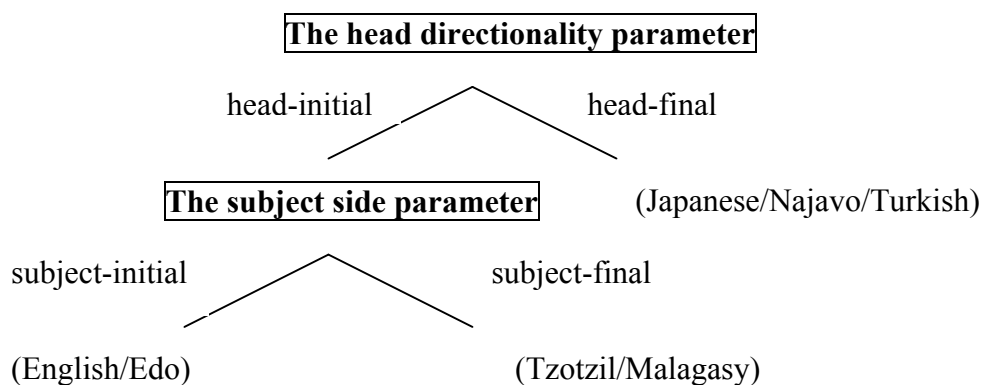 The head directionality parameter
head-initial head-final
The subject side parameter (Japanese/Najavo/Turkish)
subject-initial subject-final
(English/Edo) (Tzotzil/Malagasy)